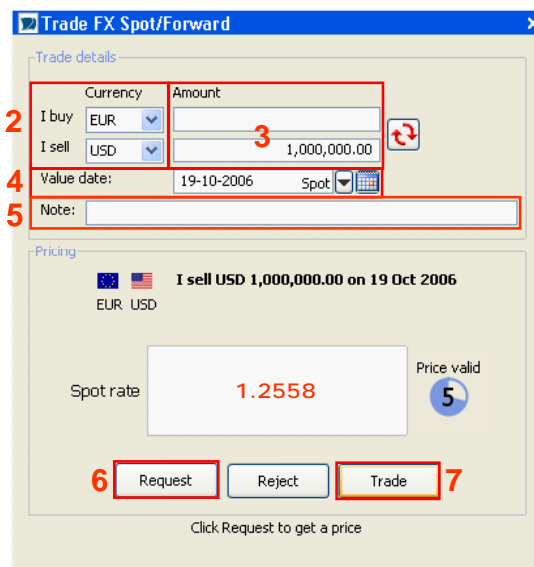 Trade FX Spot/Forward x
Trade details
Currency Amount
2 I buy EUR
3
I sell USD 1,000,000.00
4 Value date: 19-10-2006 Spot
5 Note:
Pricing
I sell USD 1,000,000.00 on 19 Oct 2006
EUR USD
Price valid
Spot rate 1.2558 5
6 Request Reject Trade 7
Click Request to get a price